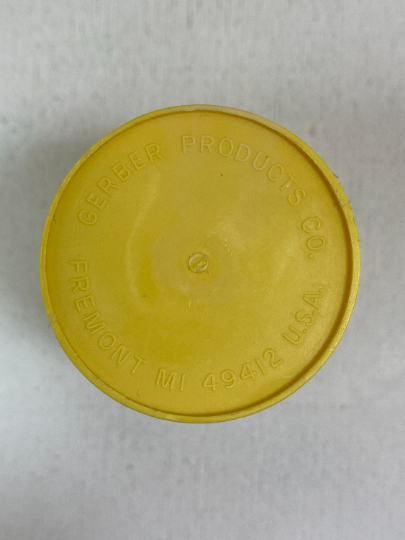 GERBER PRODUCTS CO.
FREMONT MI 49412 U.S.A.